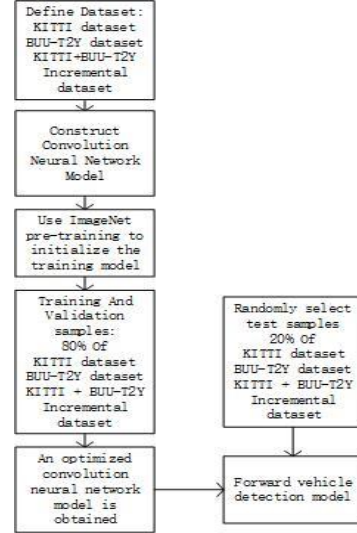 Define Dataset:
KITTI dataset
BUU-T2Y dataset
KITTI+BUU-T2Y
Incremental
dataset
Construct
Convolution
Neural Network
Model
Use ImageNet
pre-training to
initialize the
training model
Training And
Validation
samples:
80% Of
KITTI dataset
BUU-T2Y dataset
KITTI + BUU-T2Y
Incremental
dataset
An optimized
convolution
neural network
model is
obtained
Randomly select
test samples
20% Of
KITTI dataset
BUU-T2Y dataset
KITTI + BUU-T2Y
Incremental
dataset
Forward vehicle
detection model